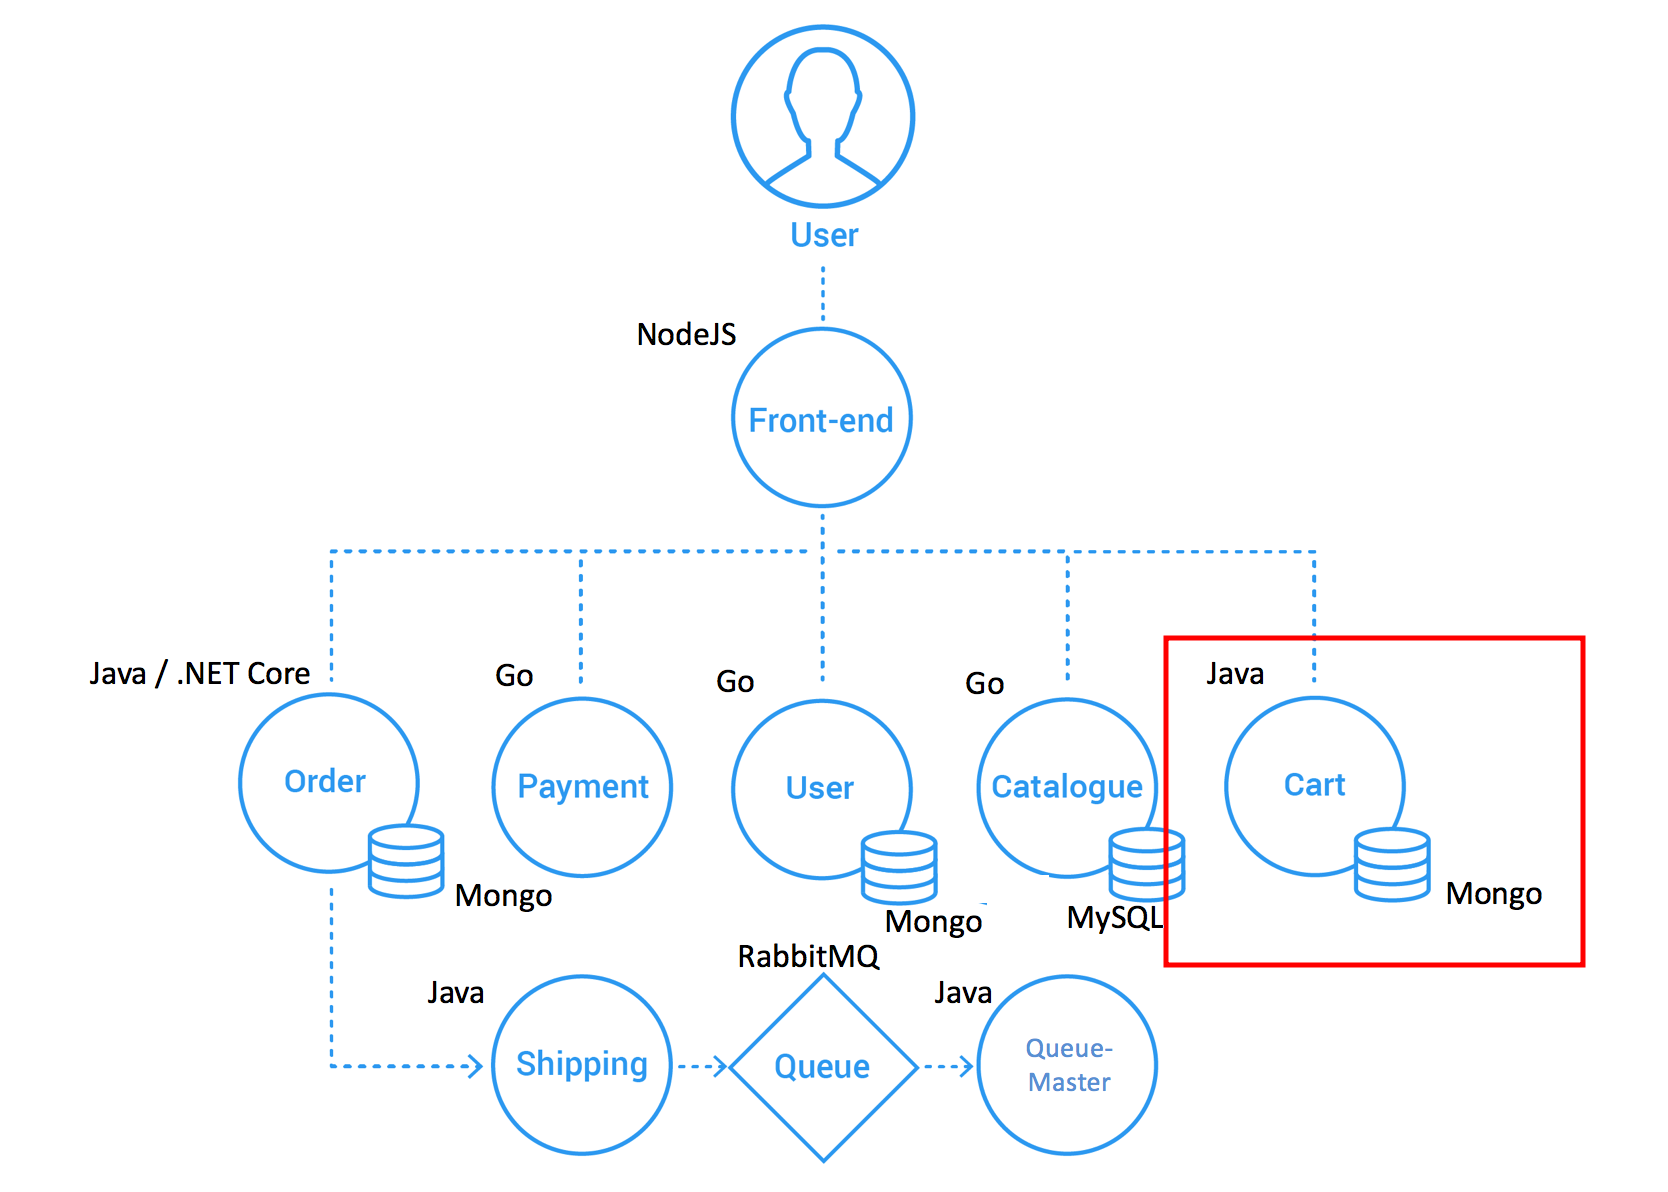 User
NodeJS
Front-end
Java / .NET Core
Go
Go
Go
Java
Order
Payment
User
Catalogue
Cart
Mongo
Mongo
MySQL
Mongo
RabbitMQ
Java
Java
Shipping
Queue
Queue-
Master